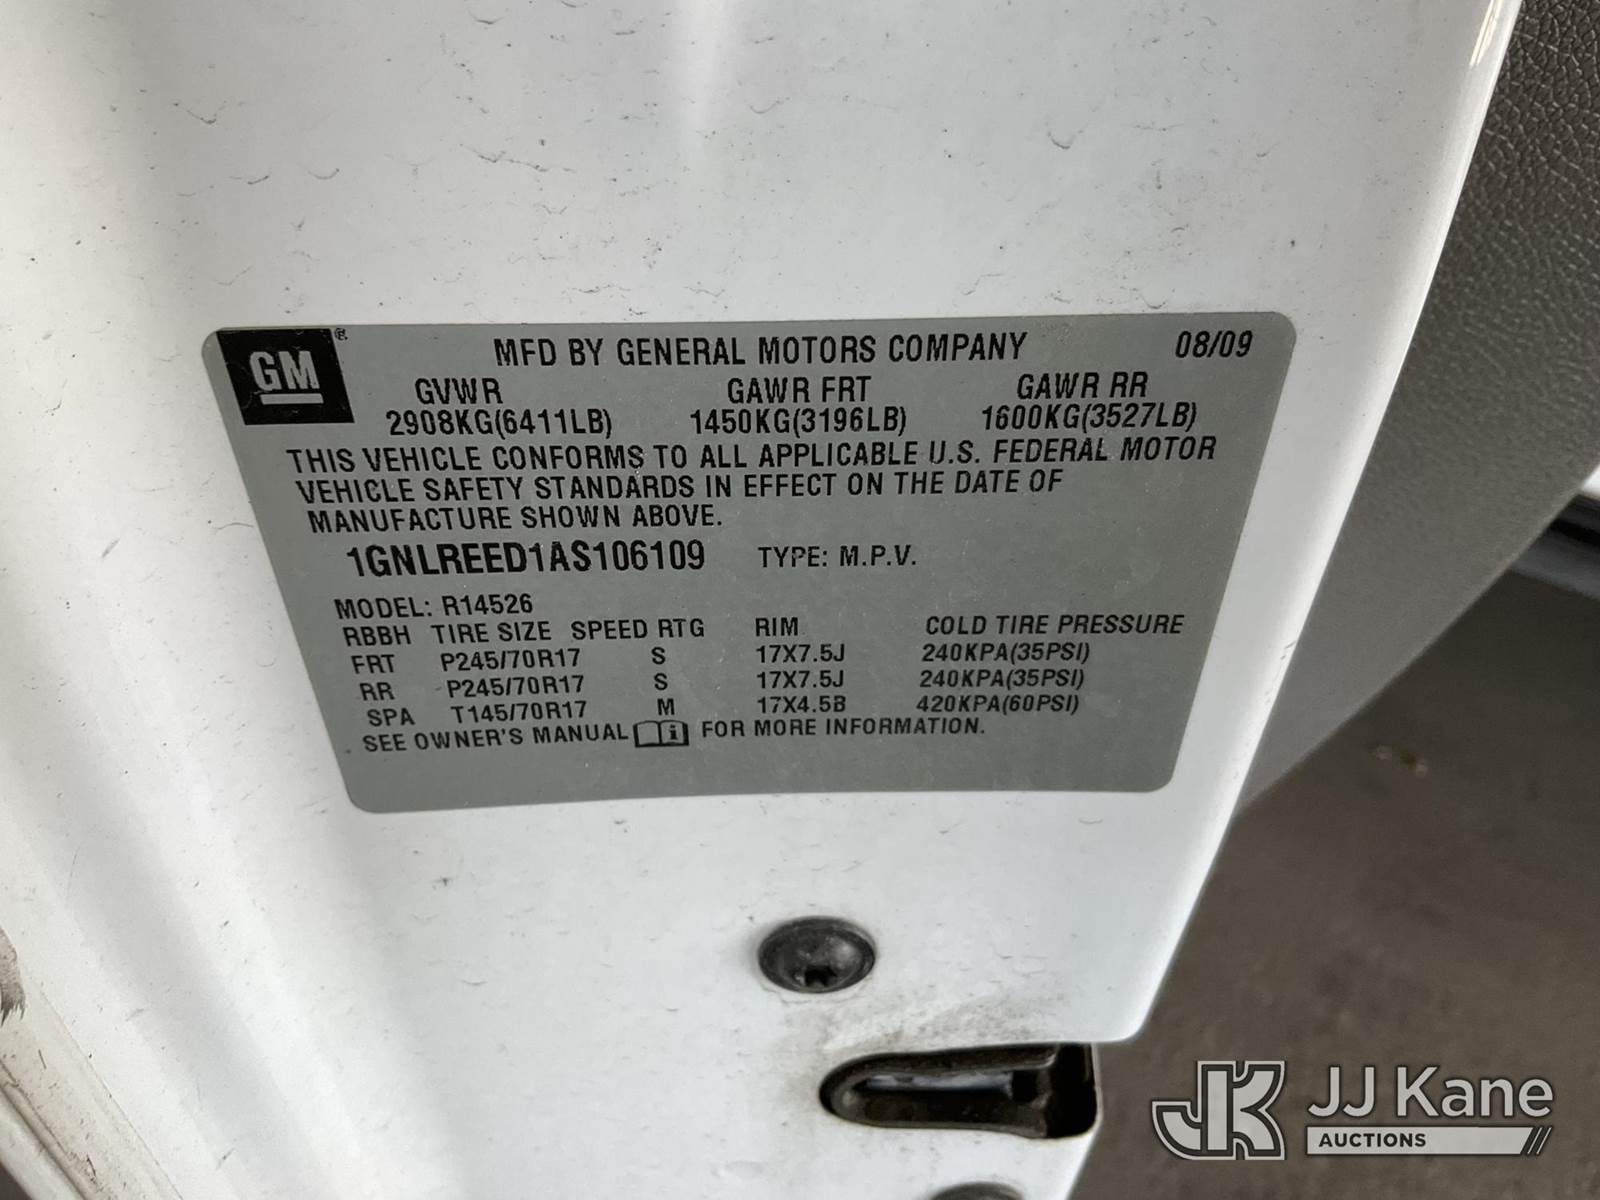 GM®
MFD BY GENERAL MOTORS COMPANY 08/09
GVWR GAWR FRT GAWR RR
2908KG(6411LB) 1450KG(3196LB) 1600KG(3527LB)
THIS VEHICLE CONFORMS TO ALL APPLICABLE U.S. FEDERAL MOTOR
VEHICLE SAFETY STANDARDS IN EFFECT ON THE DATE OF
MANUFACTURE SHOWN ABOVE.
1GNLREED1AS106109 TYPE: M.P.V.
MODEL: R14526
RBBH TIRE SIZE SPEED RTG RIM COLD TIRE PRESSURE
FRT P245/70R17 S 17X7.5J 240KPA(35PSI)
RR P245/70R17 S 17X7.5J 240KPA(35PSI)
SPA T145/70R17 M 17X4.5B 420KPA(60PSI)
SEE OWNER'S MANUAL i FOR MORE INFORMATION.
JK JJ Kane
AUCTIONS